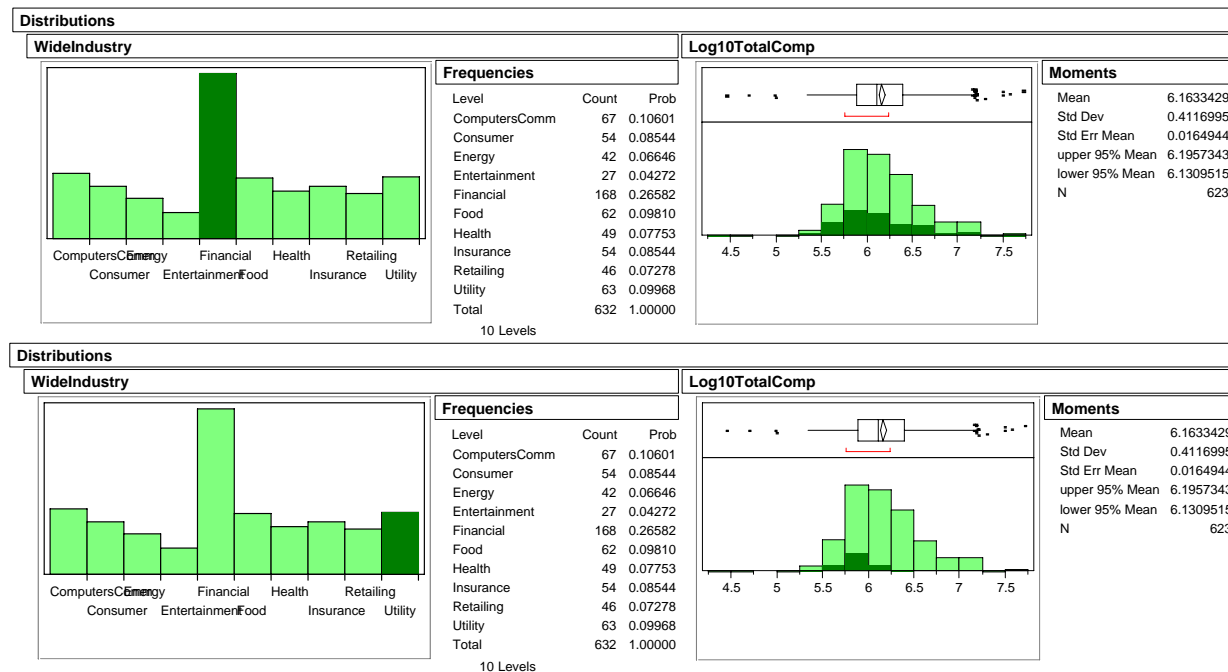 Distributions
WideIndustry
ComputersComm
Consumer
Energy
Entertainment
Financial
Food
Health
Insurance
Retailing
Utility
Frequencies
Level Count Prob
ComputersComm 67 0.10601
Consumer 54 0.08544
Energy 42 0.06646
Entertainment 27 0.04272
Financial 168 0.26582
Food 62 0.09810
Health 49 0.07753
Insurance 54 0.08544
Retailing 46 0.07278
Utility 63 0.09968
Total 632 1.00000
10 Levels
Log10TotalComp
4.5 5 5.5 6 6.5 7 7.5
Moments
Mean 6.1633429
Std Dev 0.4116995
Std Err Mean 0.0164944
upper 95% Mean 6.1957343
lower 95% Mean 6.1309515
N 623
Distributions
WideIndustry
ComputersComm
Consumer
Energy
Entertainment
Financial
Food
Health
Insurance
Retailing
Utility
Frequencies
Level Count Prob
ComputersComm 67 0.10601
Consumer 54 0.08544
Energy 42 0.06646
Entertainment 27 0.04272
Financial 168 0.26582
Food 62 0.09810
Health 49 0.07753
Insurance 54 0.08544
Retailing 46 0.07278
Utility 63 0.09968
Total 632 1.00000
10 Levels
Log10TotalComp
4.5 5 5.5 6 6.5 7 7.5
Moments
Mean 6.1633429
Std Dev 0.4116995
Std Err Mean 0.0164944
upper 95% Mean 6.1957343
lower 95% Mean 6.1309515
N 623